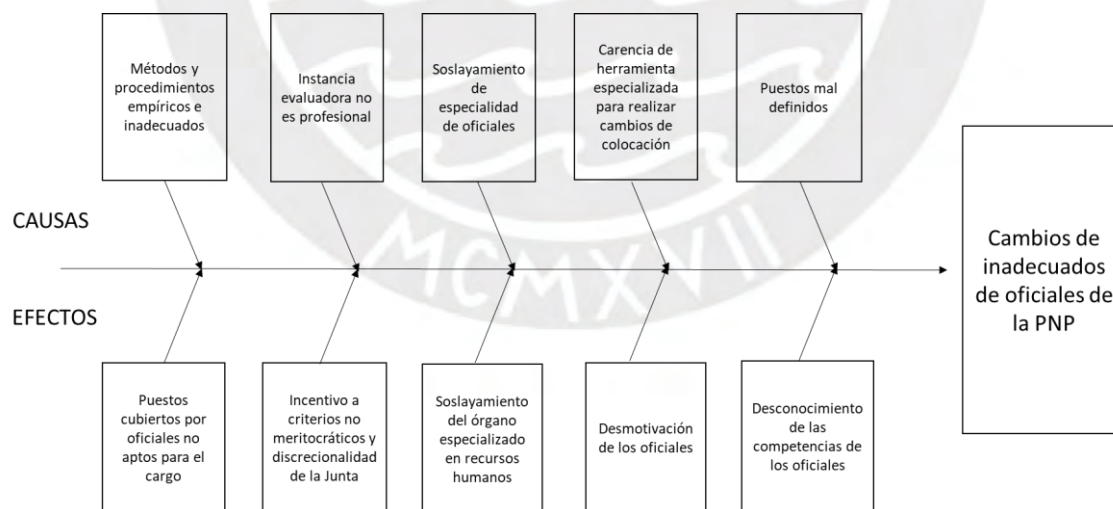 Métodos y
procedimientos
empíricos e
inadecuados
Instancia
evaluadora no
es profesional
Soslayamiento
de
especialidad
de oficiales
Carencia de
herramienta
especializada
para realizar
cambios de
colocación
Puestos mal
definidos
CAUSAS
MCMXVII
EFECTOS
Cambios de
inadecuados
de oficiales de
la PNP
Puestos
cubiertos por
oficiales no
aptos para el
cargo
Incentivo a
criterios no
meritocráticos y
discrecionalidad
de la Junta
Soslayamiento
del órgano
especializado
en recursos
humanos
Desmotivación
de los oficiales
Desconocimiento
de las
competencias de
los oficiales